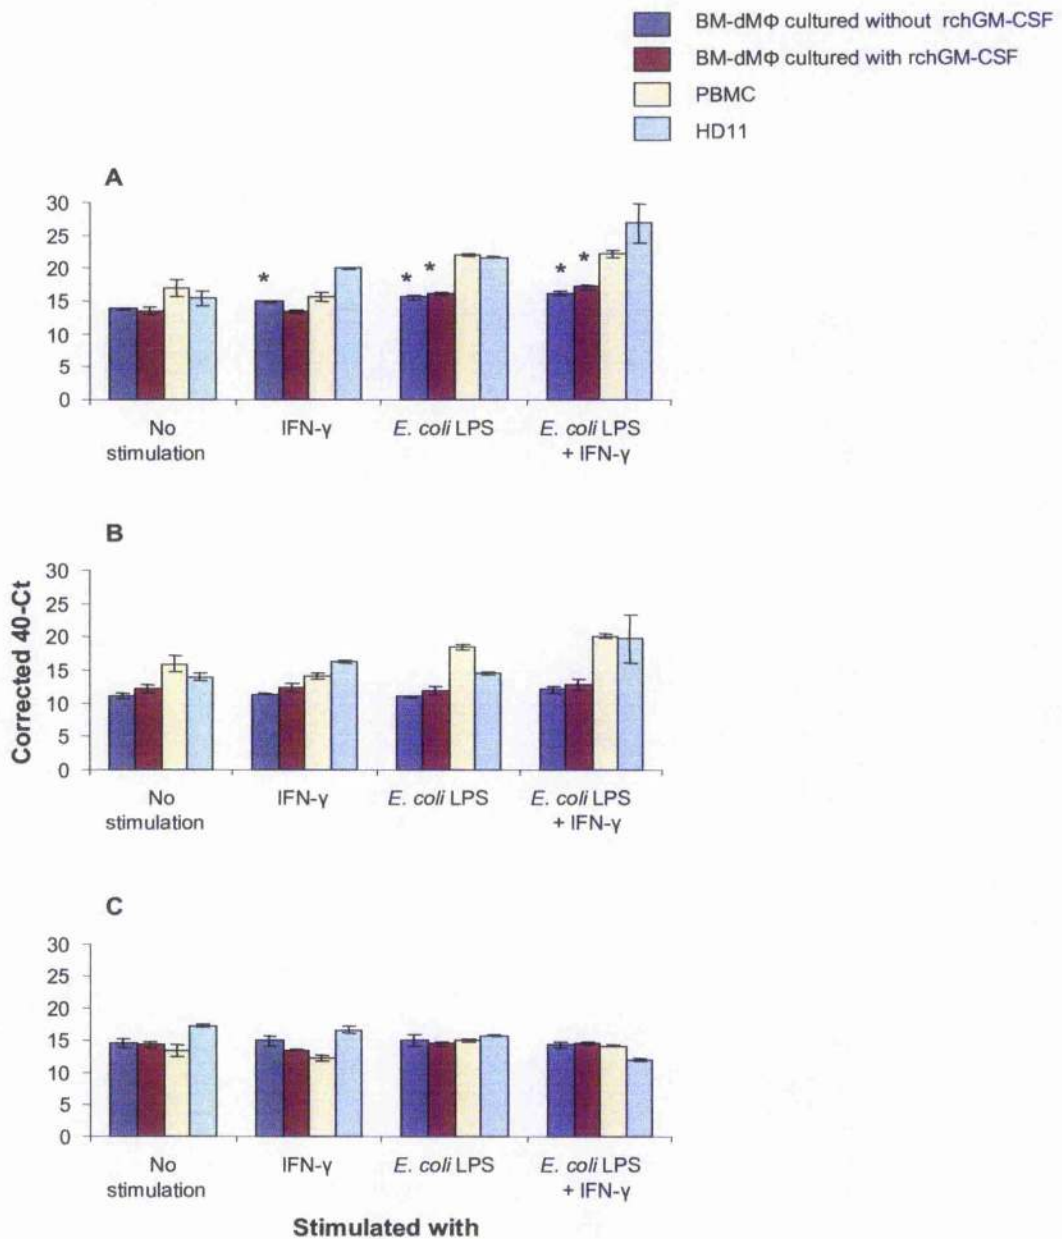 BM-dMΦ cultured without rchGM-CSF
BM-dMΦ cultured with rchGM-CSF
PBMC
HD11
A
30
25
20
15
10
5
0
* * * * *
No stimulation
IFN-γ
E. coli LPS
E. coli LPS + IFN-γ
B
Corrected 40-Ct
30
25
20
15
10
5
0
No stimulation
IFN-γ
E. coli LPS
E. coli LPS + IFN-γ
C
30
25
20
15
10
5
0
No stimulation
IFN-γ
E. coli LPS
E. coli LPS + IFN-γ
Stimulated with